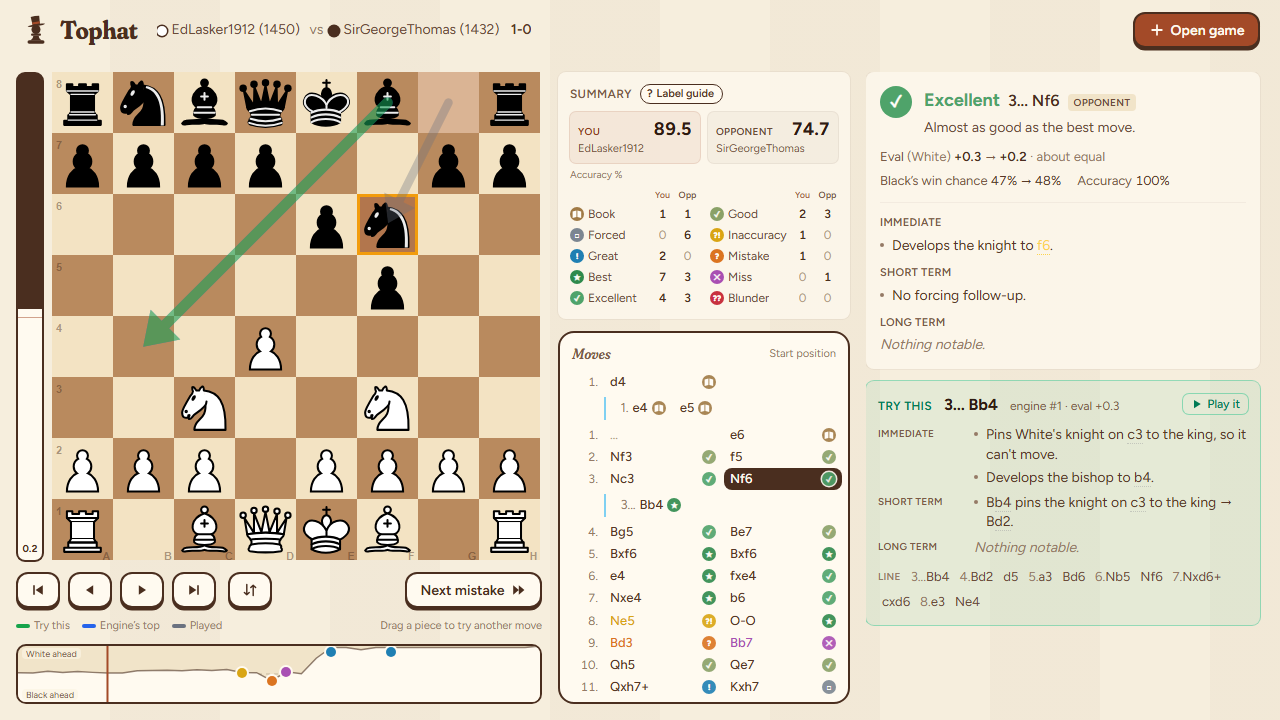 Tophat EdLasker1912 (1450) vs SirGeorgeThomas (1432) 1-0
+ Open game
8
7
6
5
4
3
2
1
A B C D E F G H
0.2
Next mistake
Try this Engine's top Played Drag a piece to try another move
White ahead
Black ahead
SUMMARY ? Label guide
YOU 89.5
EdLasker1912
OPPONENT 74.7
SirGeorgeThomas
Accuracy %
You Opp You Opp
Book 1 1 Good 2 3
Forced 0 6 ?! Inaccuracy 1 0
! Great 2 0 ? Mistake 1 0
Best 7 3 Miss 0 1
Excellent 4 3 ?? Blunder 0 0
Moves Start position
1. d4
1. e4 e5
1. ... e6
2. Nf3 f5
3. Nc3 Nf6
3... Bb4
4. Bg5 Be7
5. Bxf6 Bxf6
6. e4 fxe4
7. Nxe4 b6
8. Ne5 ?! O-O
9. Bd3 ? Bb7
10. Qh5 Qe7
11. Qxh7+ ! Kxh7
Excellent 3... Nf6 OPPONENT
Almost as good as the best move.
Eval (White) +0.3 → +0.2 · about equal
Black's win chance 47% → 48% Accuracy 100%
IMMEDIATE
• Develops the knight to f6.
SHORT TERM
• No forcing follow-up.
LONG TERM
Nothing notable.
TRY THIS 3... Bb4 engine #1 · eval +0.3 Play it
IMMEDIATE • Pins White's knight on c3 to the king, so it
can't move.
• Develops the bishop to b4.
SHORT TERM • Bb4 pins the knight on c3 to the king →
Bd2.
LONG TERM Nothing notable.
LINE 3...Bb4 4.Bd2 d5 5.a3 Bd6 6.Nb5 Nf6 7.Nxd6+
cxd6 8.e3 Ne4